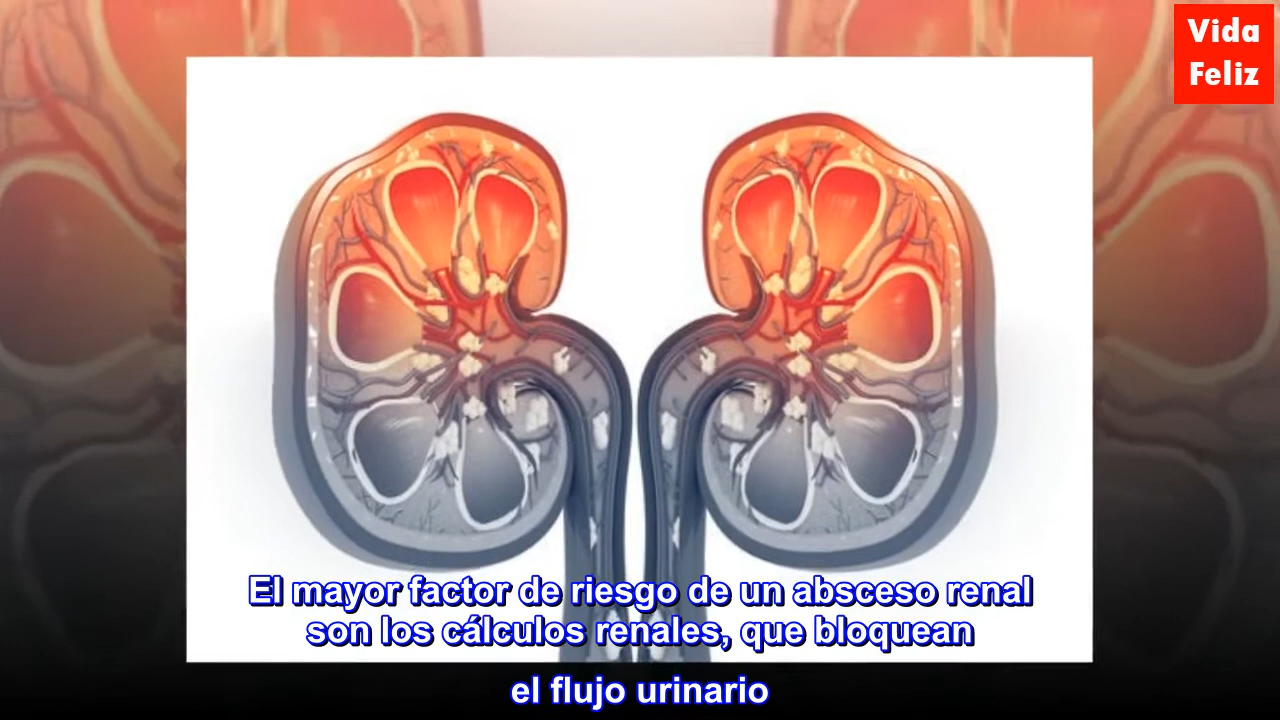 Vida
Feliz
El mayor factor de riesgo de un absceso renal
son los cálculos renales, que bloquean
el flujo urinario